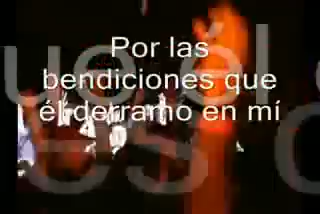 Por las
bendiciones que
él derramo en mí